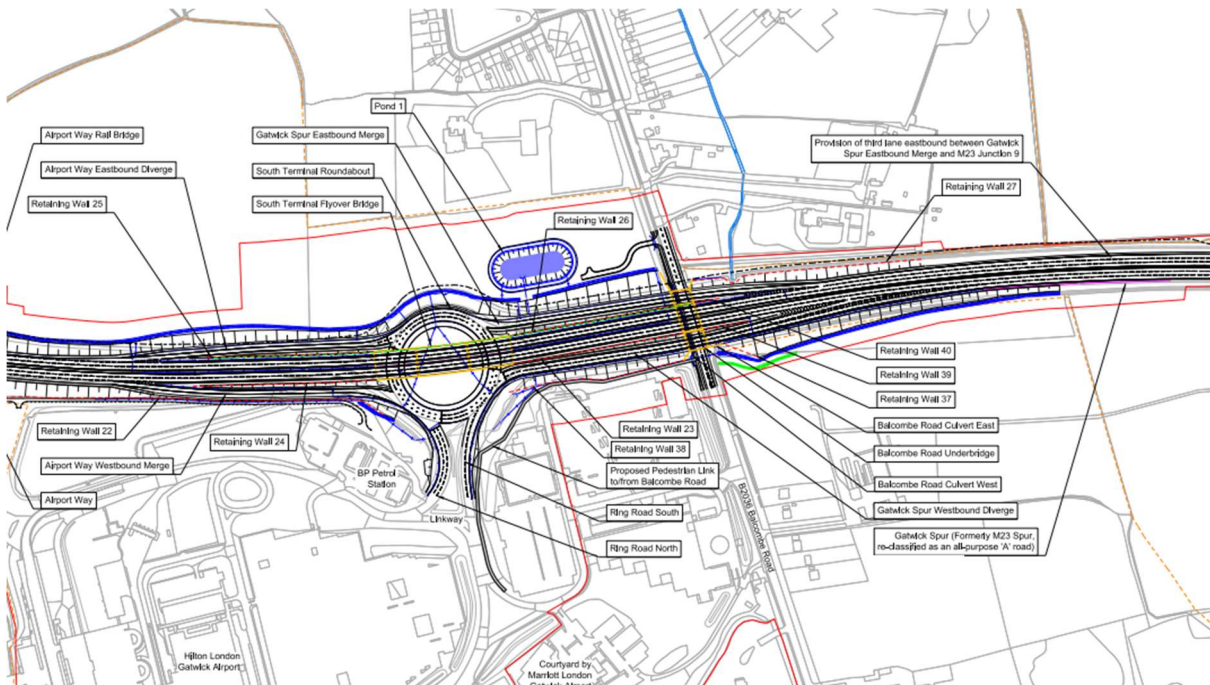 Pond 1
Airport Way Rail Bridge
Gatwick Spur Eastbound Merge
Airport Way Eastbound Diverge
South Terminal Roundabout
Retaining Wall 25
South Terminal Flyover Bridge
Retaining Wall 26
Provision of third lane eastbound between Gatwick
Spur Eastbound Merge and M23 Junction 9
Retaining Wall 27
Retaining Wall 40
Retaining Wall 39
Retaining Wall 37
Balcombe Road Culvert East
Balcombe Road Underbridge
Balcombe Road Culvert West
Gatwick Spur Westbound Diverge
Gatwick Spur (Formerly M23 Spur,
re-classified as an all-purpose 'A' road)
Retaining Wall 22
Retaining Wall 24
Airport Way Westbound Merge
Airport Way
BP Petrol
Station
Linkway
Retaining Wall 23
Retaining Wall 38
Proposed Pedestrian Link
to/from Balcombe Road
Ring Road South
Ring Road North
B2036 Balcombe Road
Hilton London
Gatwick Airport
Courtyard by
Marriott London
Gatwick Airport